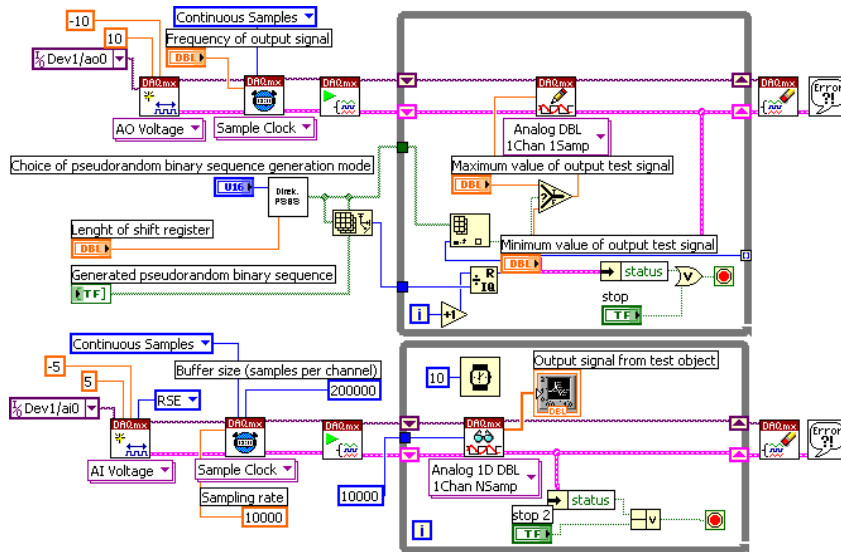 Continuous Samples
-10
10
Frequency of output signal
DBL
I/O Dev1/ao0
DAQmx
DAQmx
DAQmx
DAQmx
DAQmx
Error
?!
AO Voltage
Sample Clock
Analog DBL
1Chan 1Samp
Choice of pseudorandom binary sequence generation mode
U16
Direk.
PSBS
Maximum value of output test signal
DBL
?
Lenght of shift register
DBL
Minimum value of output test signal
DBL
Generated pseudorandom binary sequence
TF
R
IQ
i
+1
status
V
stop
TF
Continuous Samples
-5
5
Buffer size (samples per channel)
200000
RSE
I/O Dev1/ai0
10
Output signal from test object
DBL
DAQmx
DAQmx
DAQmx
DAQmx
DAQmx
Error
?!
AI Voltage
Sample Clock
Analog 1D DBL
1Chan NSamp
Sampling rate
10000
10000
status
V
stop 2
TF
i